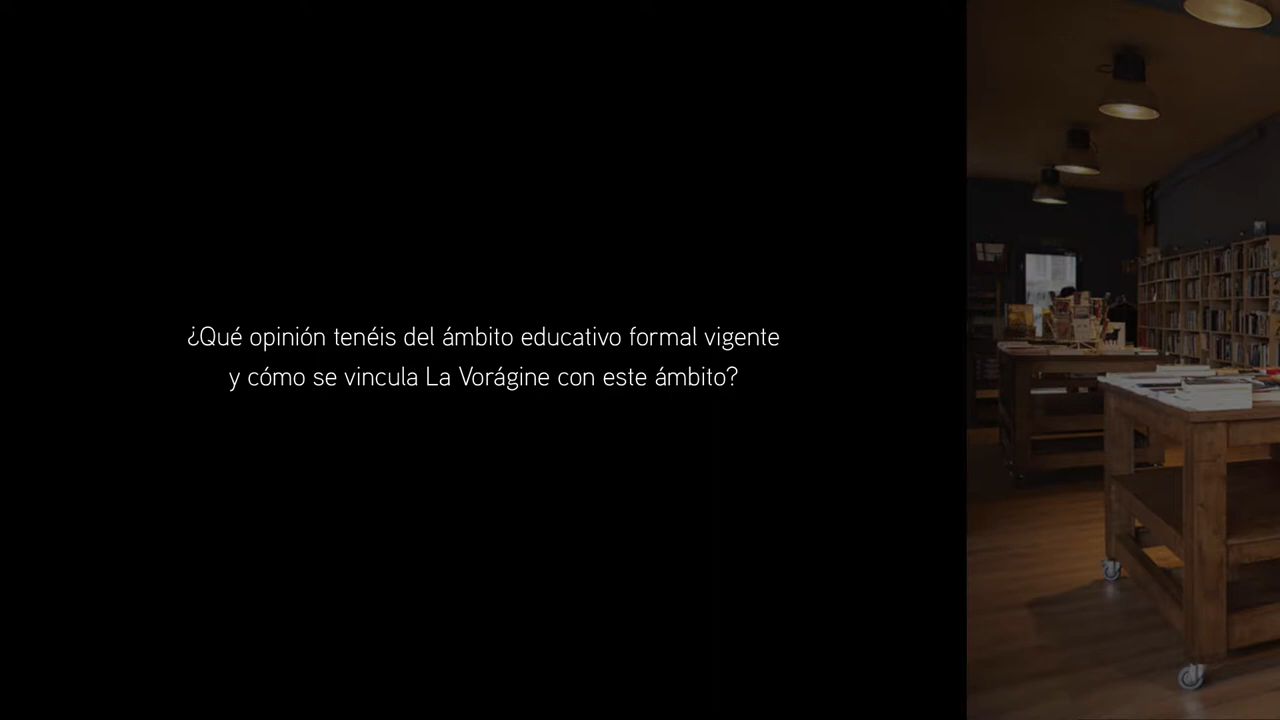 ¿Qué opinión tenéis del ámbito educativo formal vigente
y cómo se vincula La Vorágine con este ámbito?